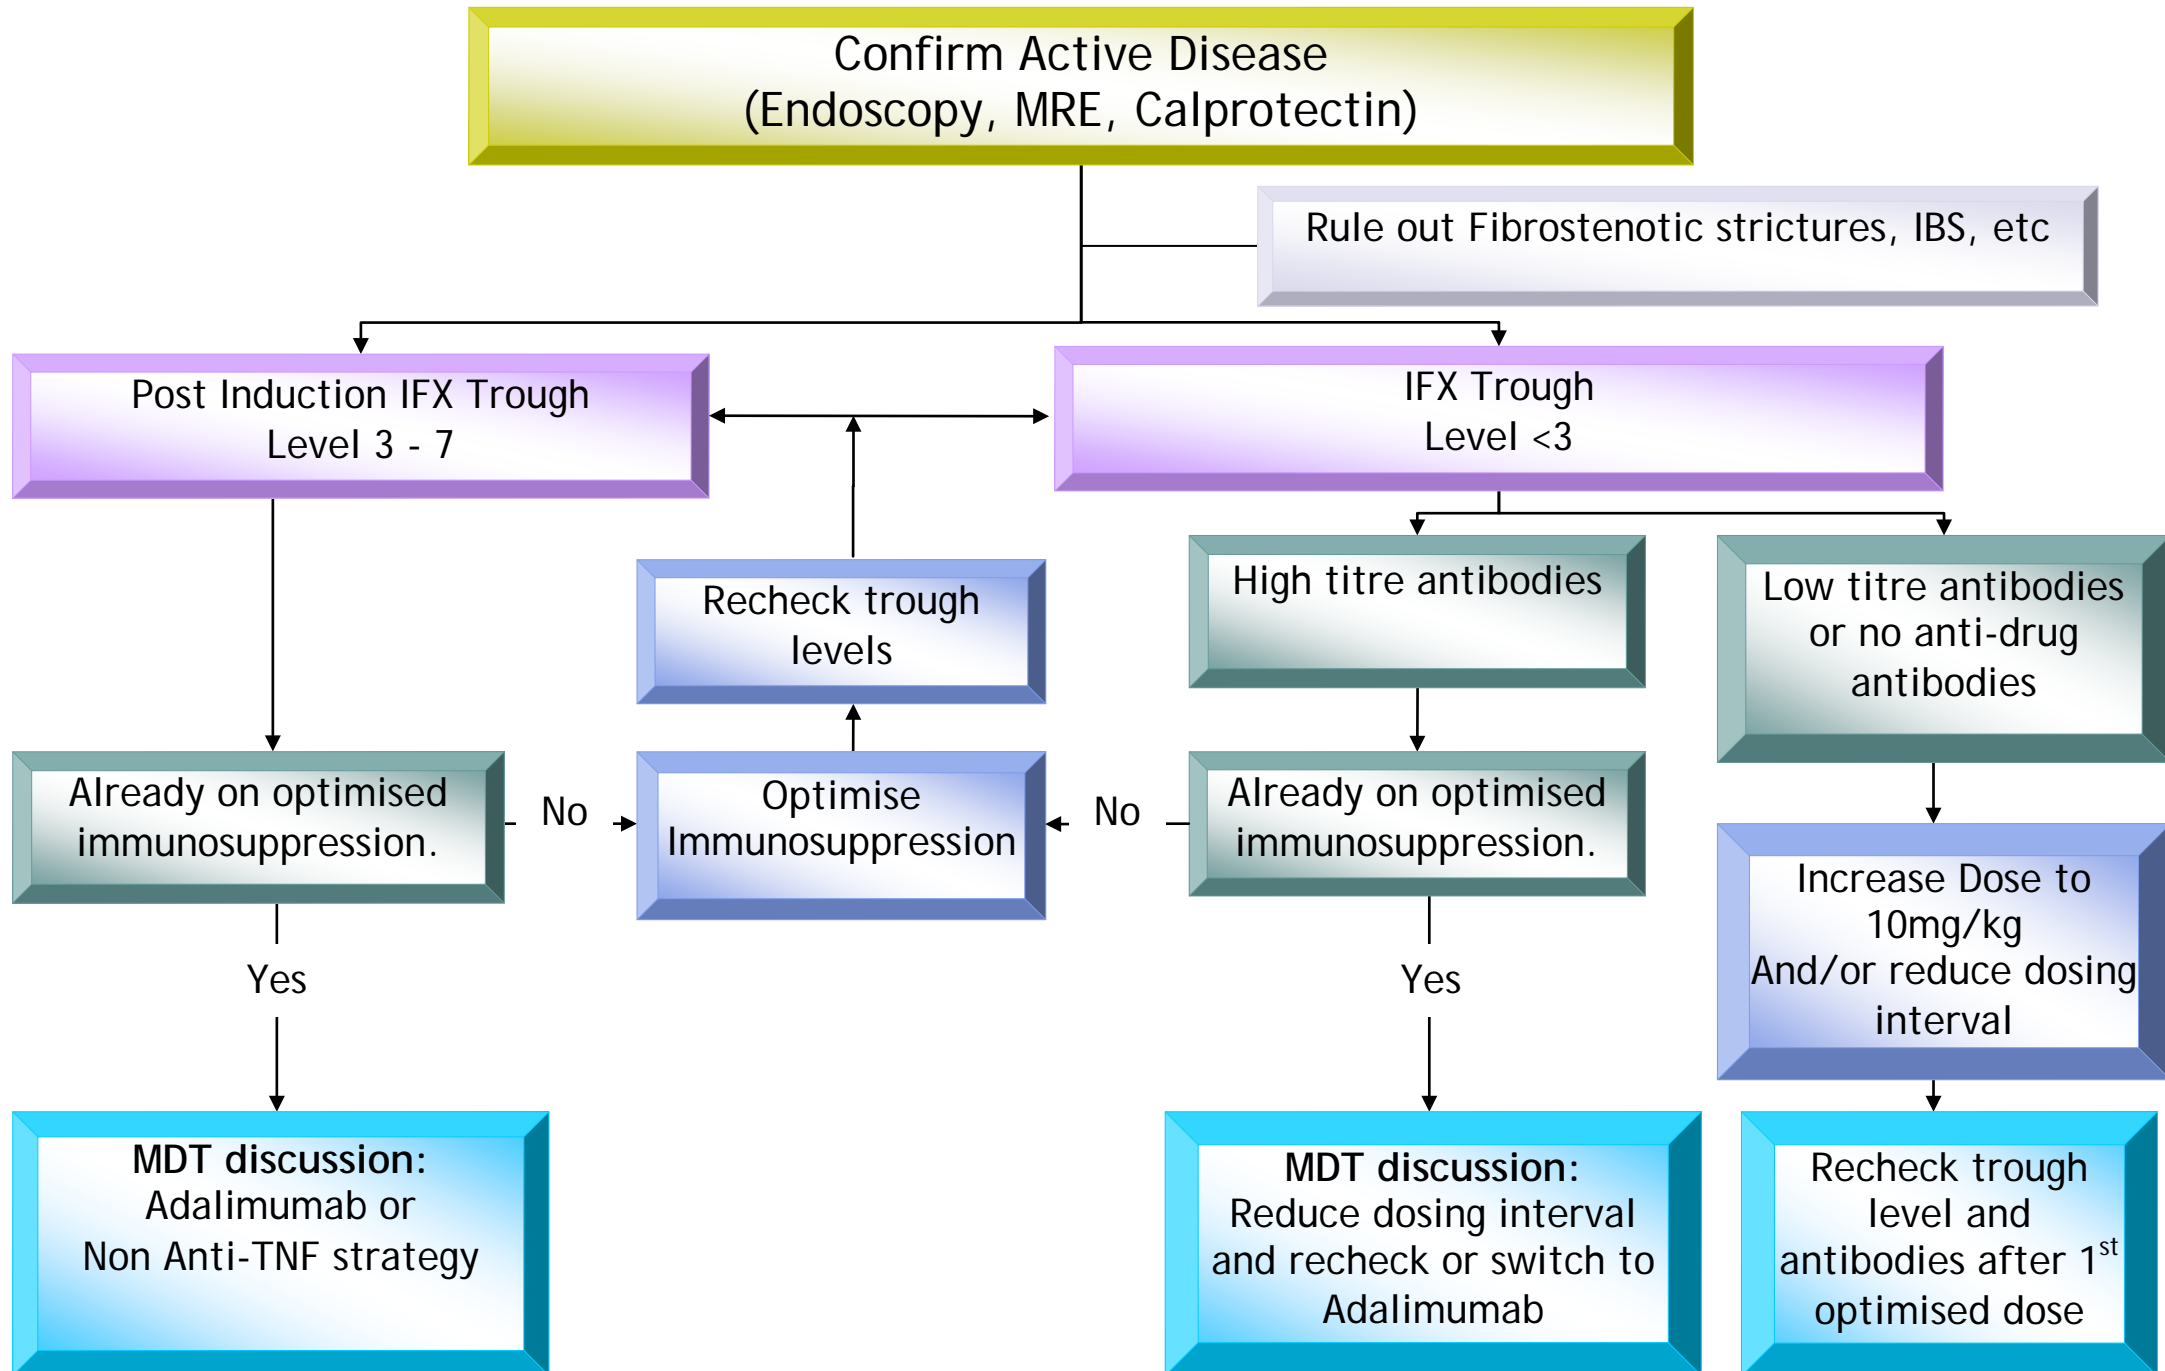 Confirm Active Disease
(Endoscopy, MRE, Calprotectin)
Rule out Fibrostenotic strictures, IBS, etc
Post Induction IFX Trough
Level 3 - 7
IFX Trough
Level <3
Recheck trough
levels
High titre antibodies
Low titre antibodies
or no anti-drug
antibodies
Already on optimised
immunosuppression.
No
Optimise
Immunosuppression
No
Already on optimised
immunosuppression.
Increase Dose to
10mg/kg
And/or reduce dosing
interval
Yes
Yes
MDT discussion:
Adalimumab or
Non Anti-TNF strategy
MDT discussion:
Reduce dosing interval
and recheck or switch to
Adalimumab
Recheck trough
level and
antibodies after 1st
optimised dose